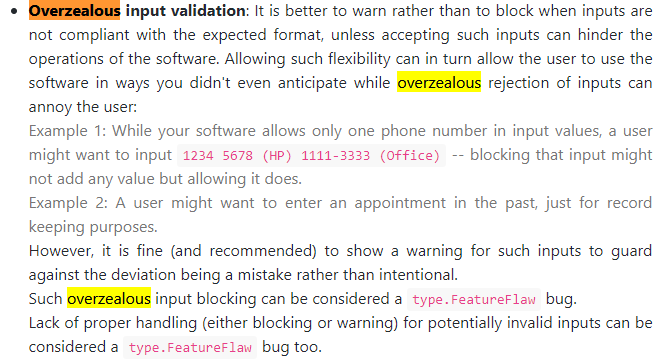 • Overzealous input validation: It is better to warn rather than to block when inputs are
not compliant with the expected format, unless accepting such inputs can hinder the
operations of the software. Allowing such flexibility can in turn allow the user to use the
software in ways you didn't even anticipate while overzealous rejection of inputs can
annoy the user:
Example 1: While your software allows only one phone number in input values, a user
might want to input 1234 5678 (HP) 1111-3333 (Office) -- blocking that input might
not add any value but allowing it does.
Example 2: A user might want to enter an appointment in the past, just for record
keeping purposes.
However, it is fine (and recommended) to show a warning for such inputs to guard
against the deviation being a mistake rather than intentional.
Such overzealous input blocking can be considered a type.FeatureFlaw bug.
Lack of proper handling (either blocking or warning) for potentially invalid inputs can be
considered a type.FeatureFlaw bug too.